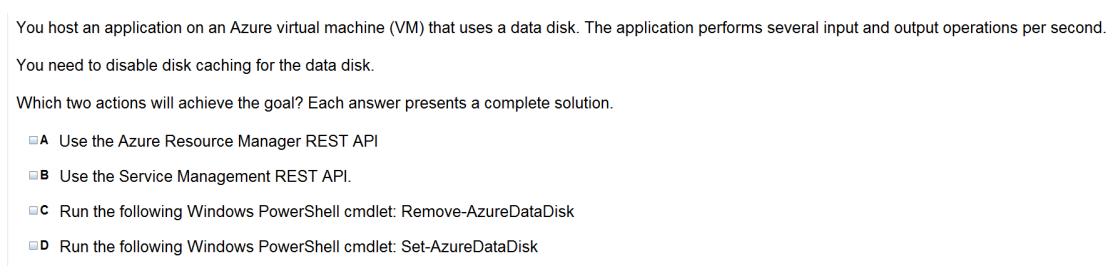 You host an application on an Azure virtual machine (VM) that uses a data disk. The application performs several input and output operations per second.
You need to disable disk caching for the data disk.
Which two actions will achieve the goal? Each answer presents a complete solution.
A Use the Azure Resource Manager REST API
B Use the Service Management REST API.
C Run the following Windows PowerShell cmdlet: Remove-AzureDataDisk
D Run the following Windows PowerShell cmdlet: Set-AzureDataDisk